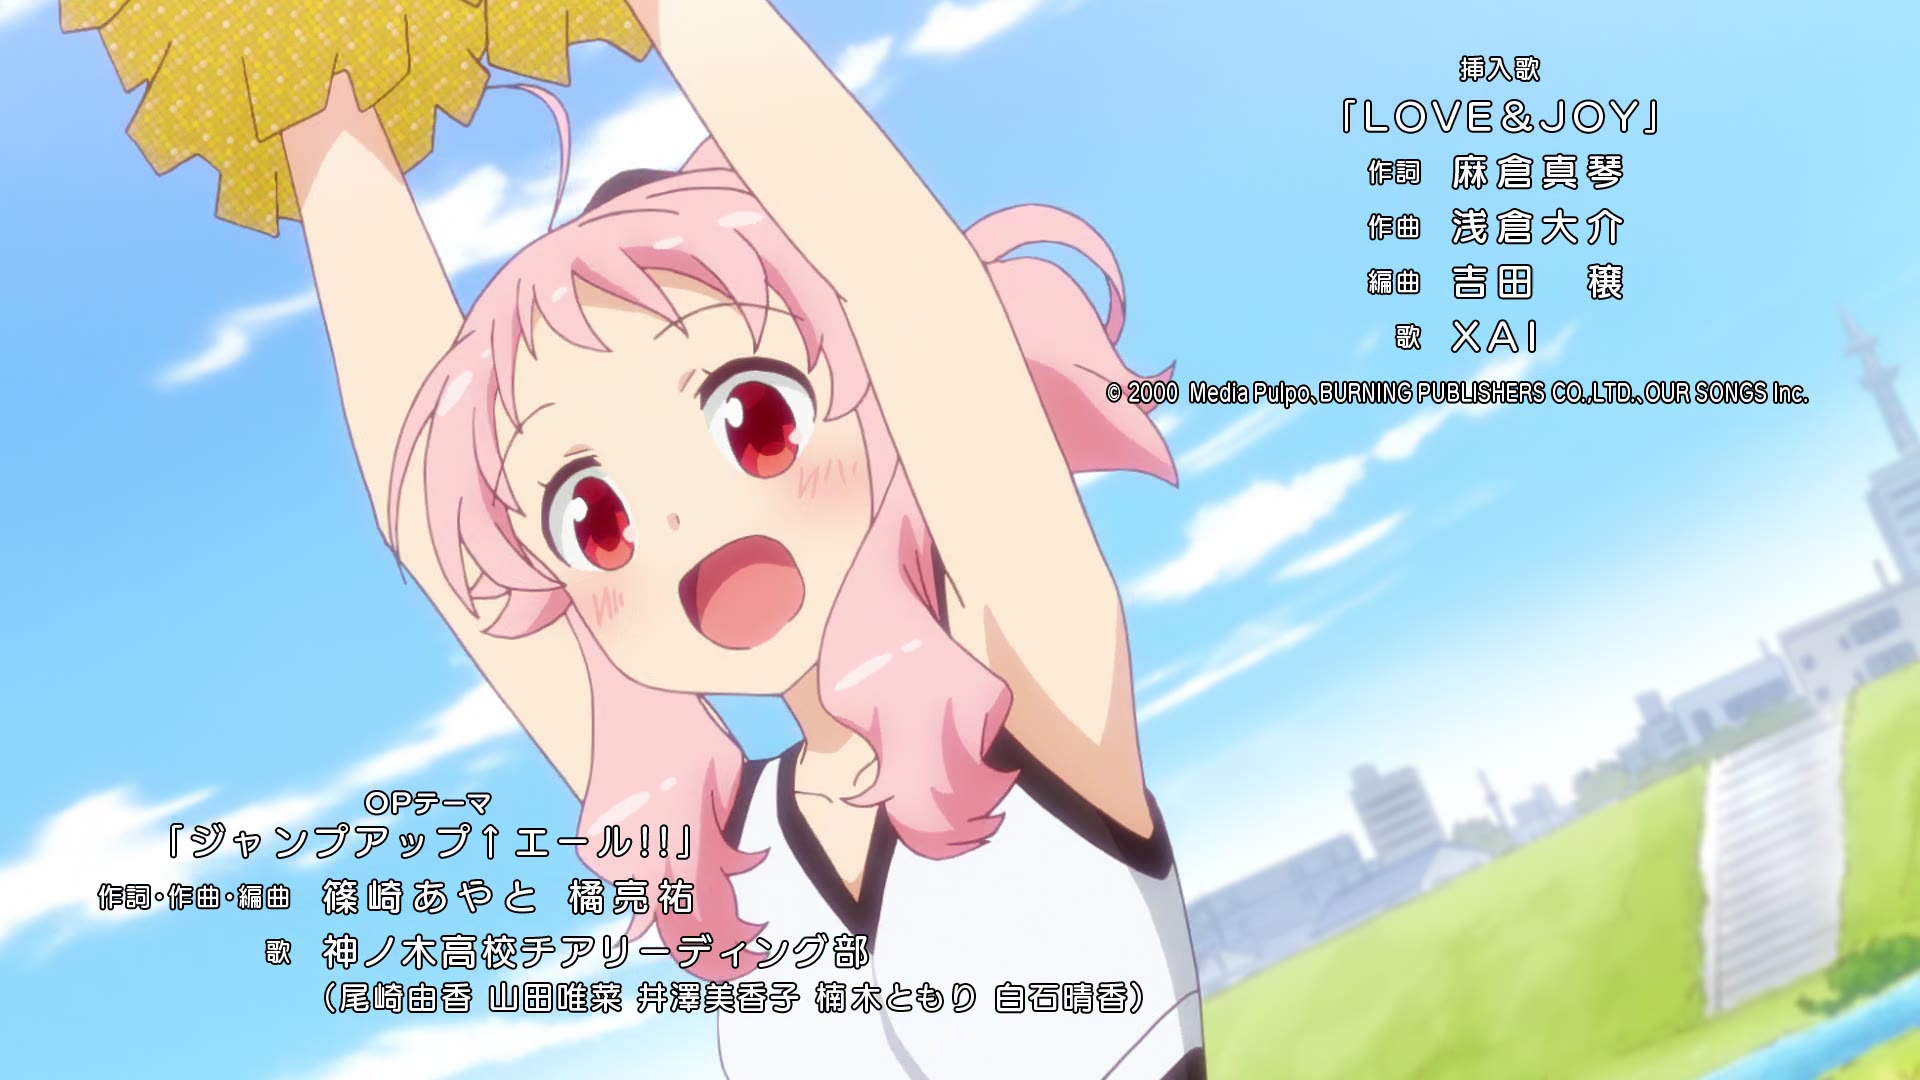 挿入歌
「LOVE&JOY」
作詞 麻倉真琴
作曲 浅倉大介
編曲 吉田 穣
歌 XAI
© 2000 Media Pulpo、BURNING PUBLISHERS CO.,LTD.、OUR SONGS Inc.
OPテーマ
「ジャンプアップ↑エール!!」
作詞・作曲・編曲 篠崎あやと 橘亮祐
歌 神ノ木高校チアリーディング部
（尾崎由香 山田唯菜 井澤美香子 楠木ともり 白石晴香）